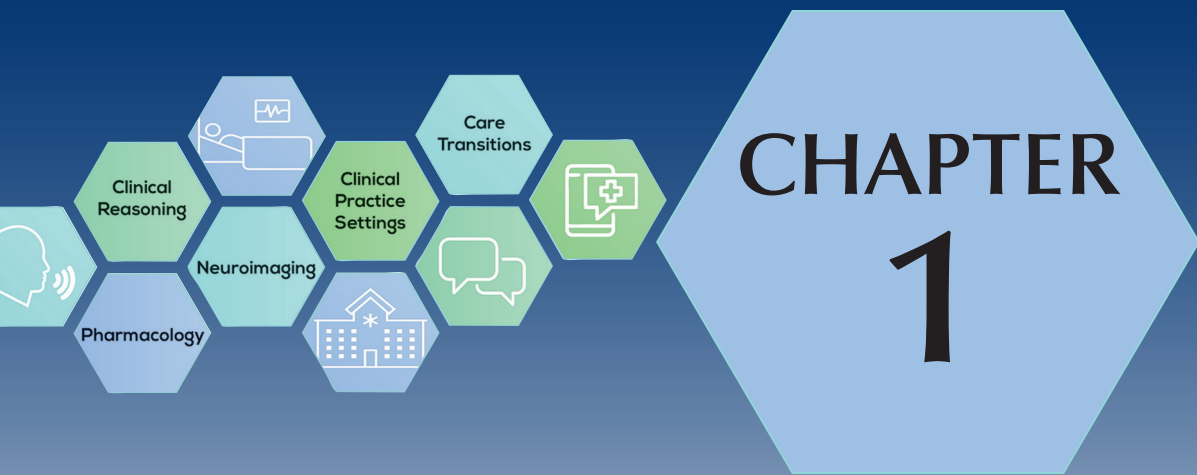 Clinical
Reasoning
Pharmacology
Neuroimaging
Clinical
Practice
Settings
Care
Transitions
CHAPTER
1